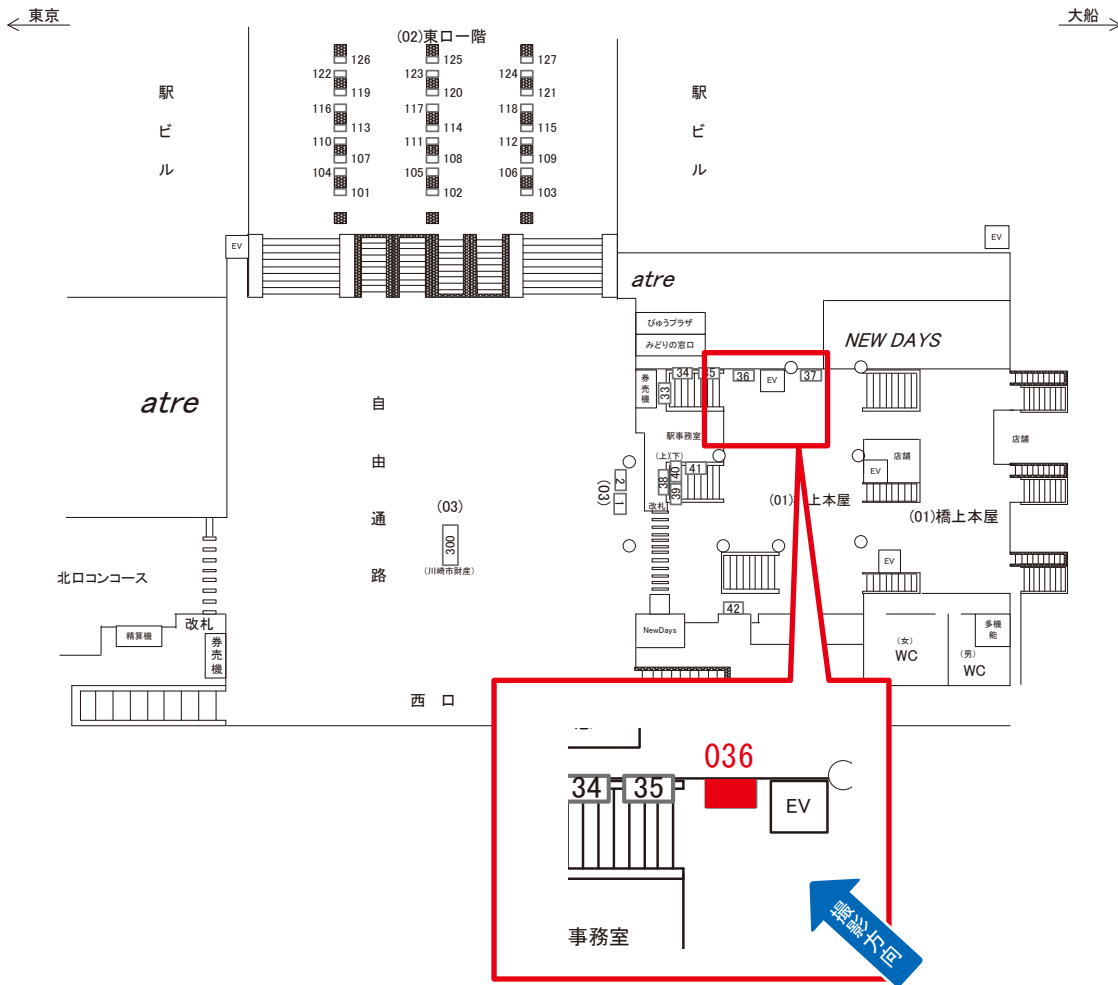 東京
大船
(02)東口一階
126
125
127
122
123
124
119
120
121
116
117
118
113
114
115
110
111
112
107
108
109
104
105
106
101
102
103
駅ビル
駅ビル
EV
EV
atre
びゅうプラザ
みどりの窓口
NEW DAYS
atre
自由通路
券売機
33
34
35
36
EV
37
駅事務室
(上)(下)
38
40
41
39
改札
店舗
EV
店舗
(03)
2
1
(03)
300
(川崎市財産)
(01)
上本屋
(01)橋上本屋
EV
北口コンコース
改札
精算機
券売機
NewDays
42
(女)
WC
(男)
WC
多機能
西口
036
34
35
EV
事務室
撮影方向